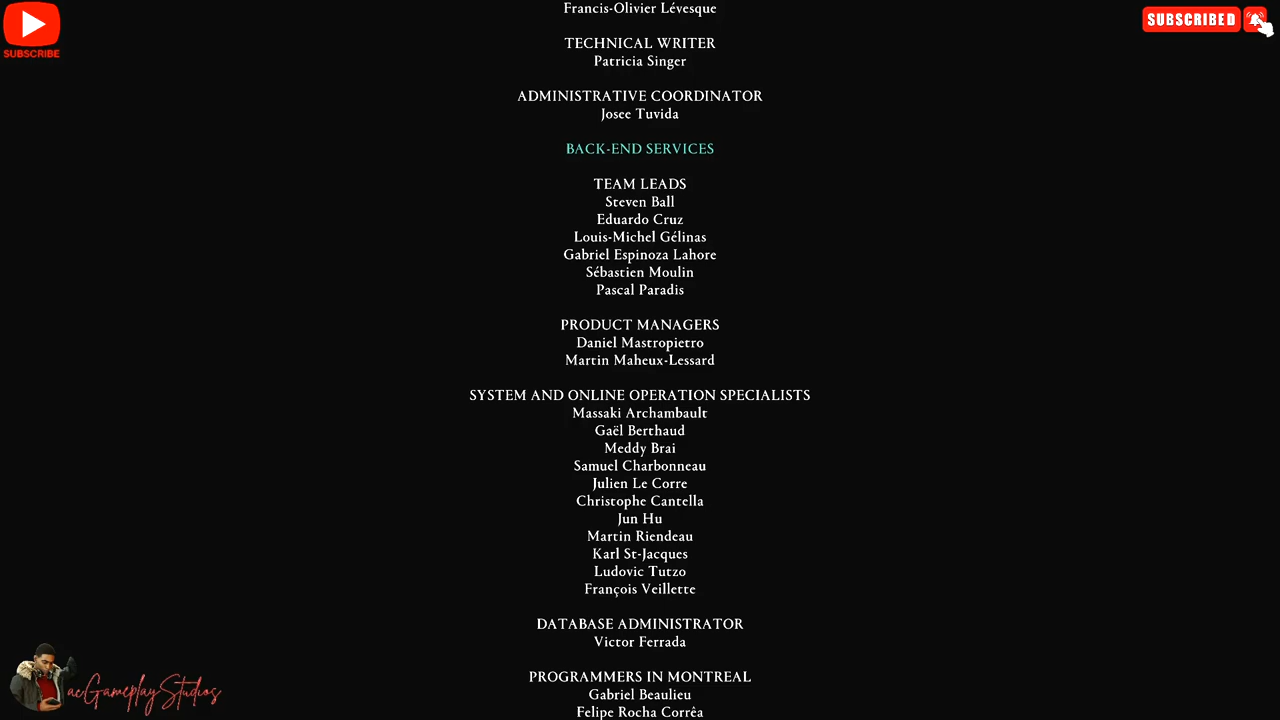 Francis-Olivier Lévesque
SUBSCRIBE
SUBSCRIBED
TECHNICAL WRITER
Patricia Singer
ADMINISTRATIVE COORDINATOR
Josee Tuvida
BACK-END SERVICES
TEAM LEADS
Steven Ball
Eduardo Cruz
Louis-Michel Gélinas
Gabriel Espinoza Lahore
Sébastien Moulin
Pascal Paradis
PRODUCT MANAGERS
Daniel Mastropietro
Martin Maheux-Lessard
SYSTEM AND ONLINE OPERATION SPECIALISTS
Massaki Archambault
Gaël Berthaud
Meddy Brai
Samuel Charbonneau
Julien Le Corre
Christophe Cantella
Jun Hu
Martin Riendeau
Karl St-Jacques
Ludovic Tutzo
François Veillette
DATABASE ADMINISTRATOR
Victor Ferrada
PROGRAMMERS IN MONTREAL
Gabriel Beaulieu
Felipe Rocha Corrêa
aeGameplayStudios